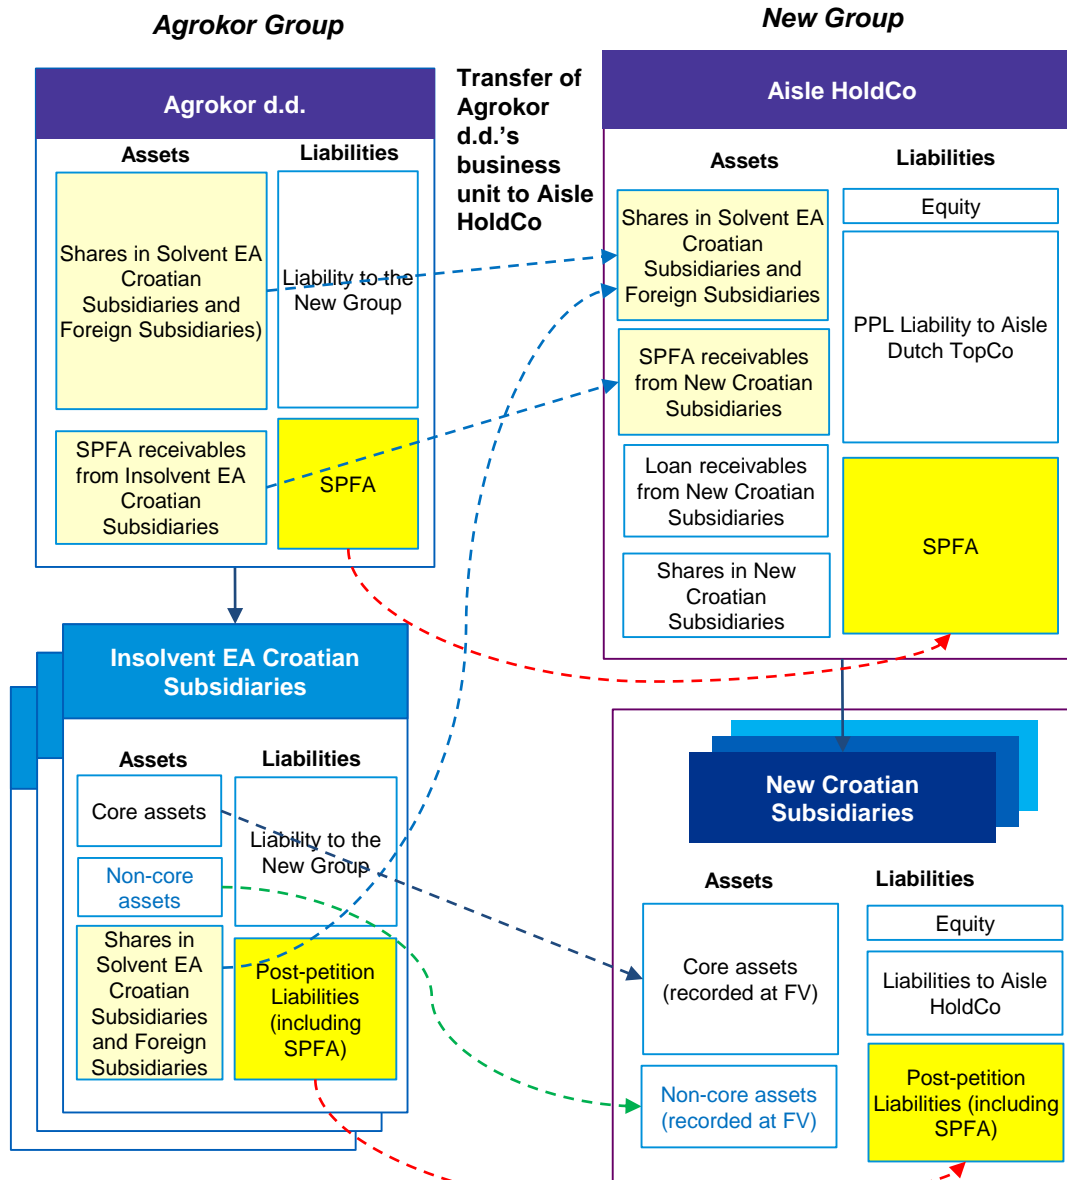 Agrokor Group
New Group
Agrokor d.d.
Assets
Liabilities
Shares in Solvent EA
Croatian
Subsidiaries and
Foreign Subsidiaries)
Liability to the
New Group
SPFA receivables
from Insolvent EA
Croatian
Subsidiaries
SPFA
Transfer of
Agrokor
d.d.'s
business
unit to Aisle
HoldCo
Aisle HoldCo
Assets
Liabilities
Shares in Solvent EA
Croatian
Subsidiaries and
Foreign Subsidiaries
SPFA receivables
from New Croatian
Subsidiaries
Loan receivables
from New Croatian
Subsidiaries
Shares in New
Croatian
Subsidiaries
Equity
PPL Liability to Aisle
Dutch TopCo
SPFA
Insolvent EA Croatian
Subsidiaries
Assets
Liabilities
Core assets
Non-core
assets
Shares in
Solvent EA
Croatian
Subsidiaries
and Foreign
Subsidiaries
Liability to the
New Group
Post-petition
Liabilities
(including
SPFA)
New Croatian
Subsidiaries
Assets
Liabilities
Core assets
(recorded at FV)
Non-core assets
(recorded at FV)
Equity
Liabilities to Aisle
HoldCo
Post-petition
Liabilities (including
SPFA)